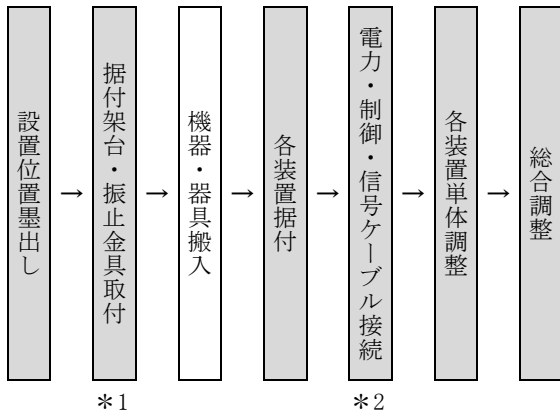 設置位置墨出し
→
据付架台・振止金具取付
→
機器・器具搬入
→
各装置据付
→
電力・制御・信号ケーブル接続
→
各装置単体調整
→
総合調整
＊1
＊2